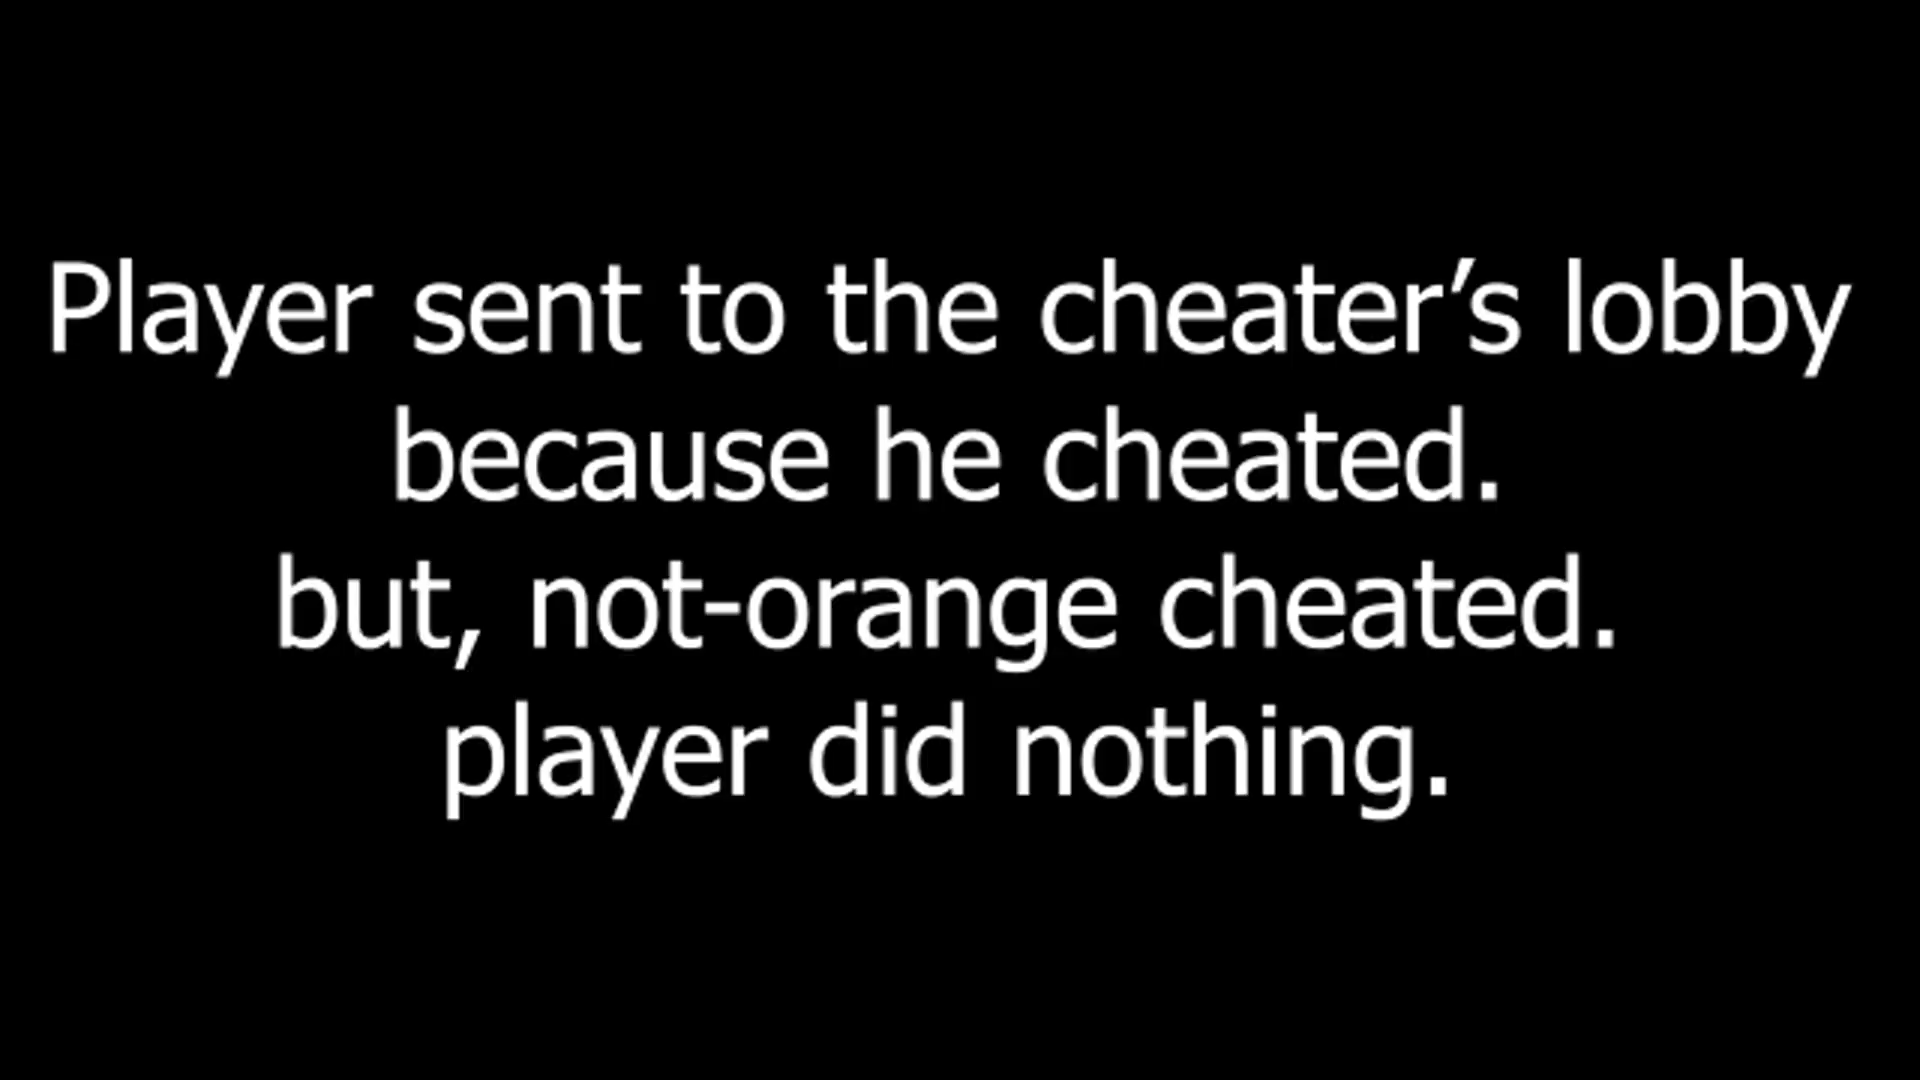 Player sent to the cheater’s lobby
because he cheated.
but, not-orange cheated.
player did nothing.